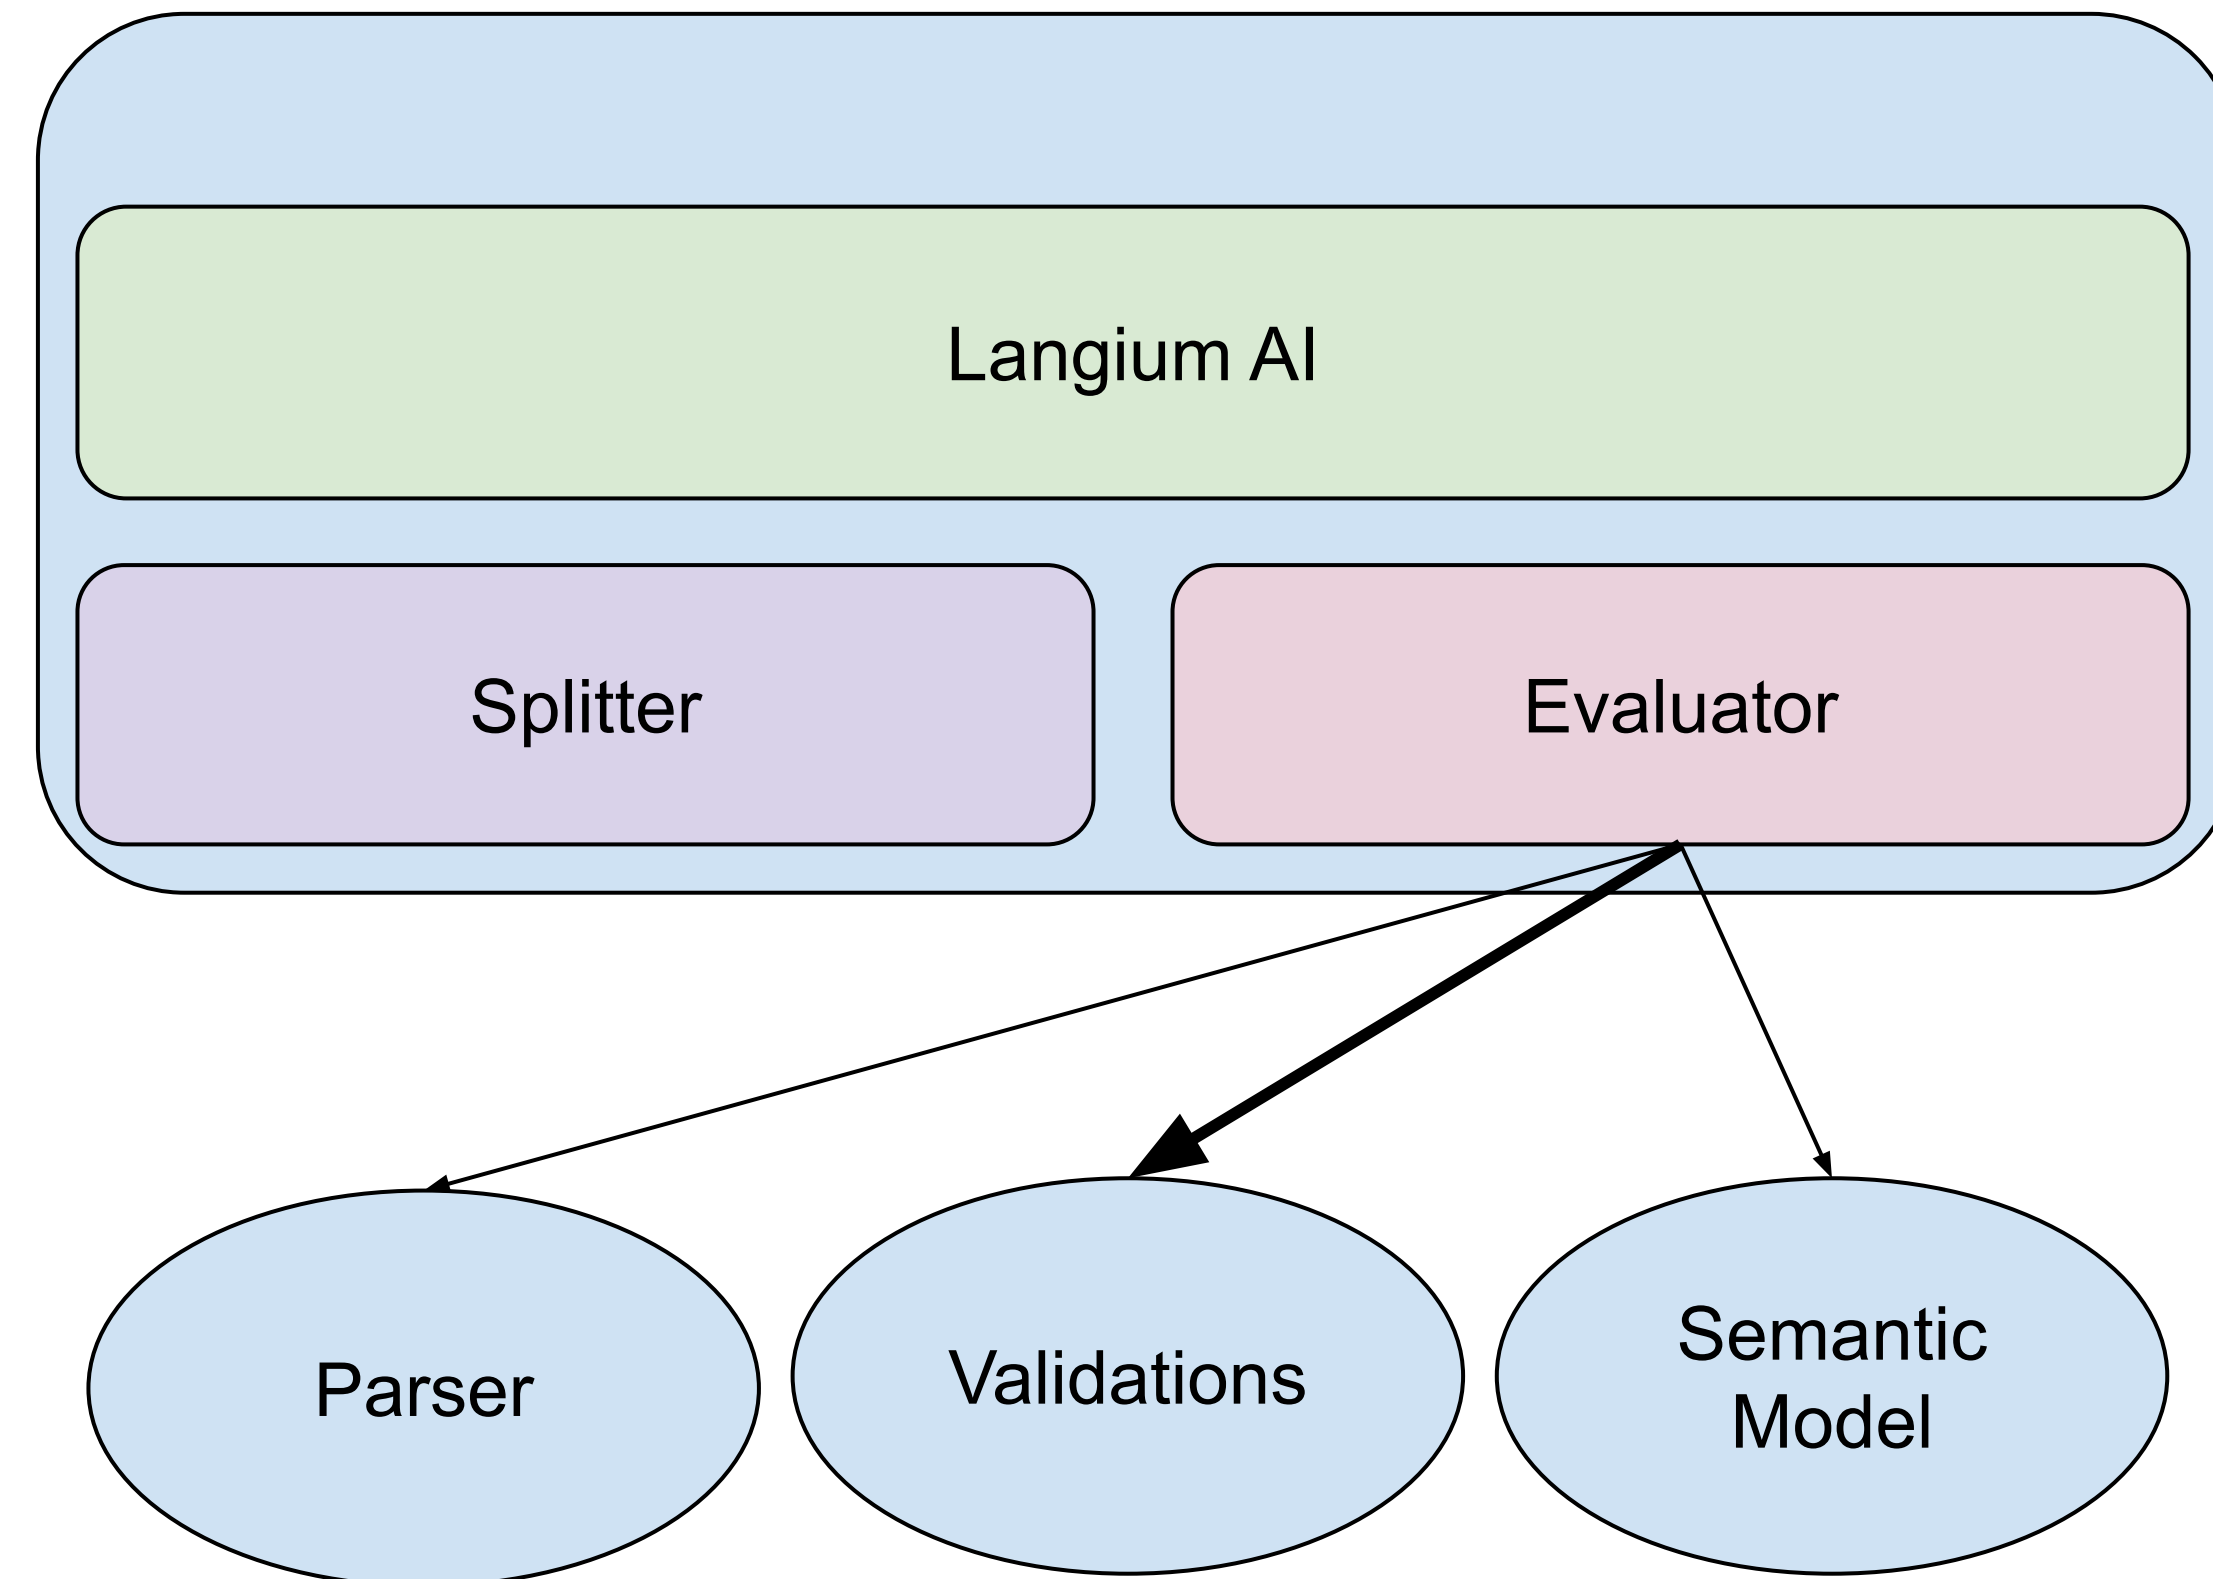 Langium AI
Splitter
Evaluator
Parser
Validations
Semantic
Model